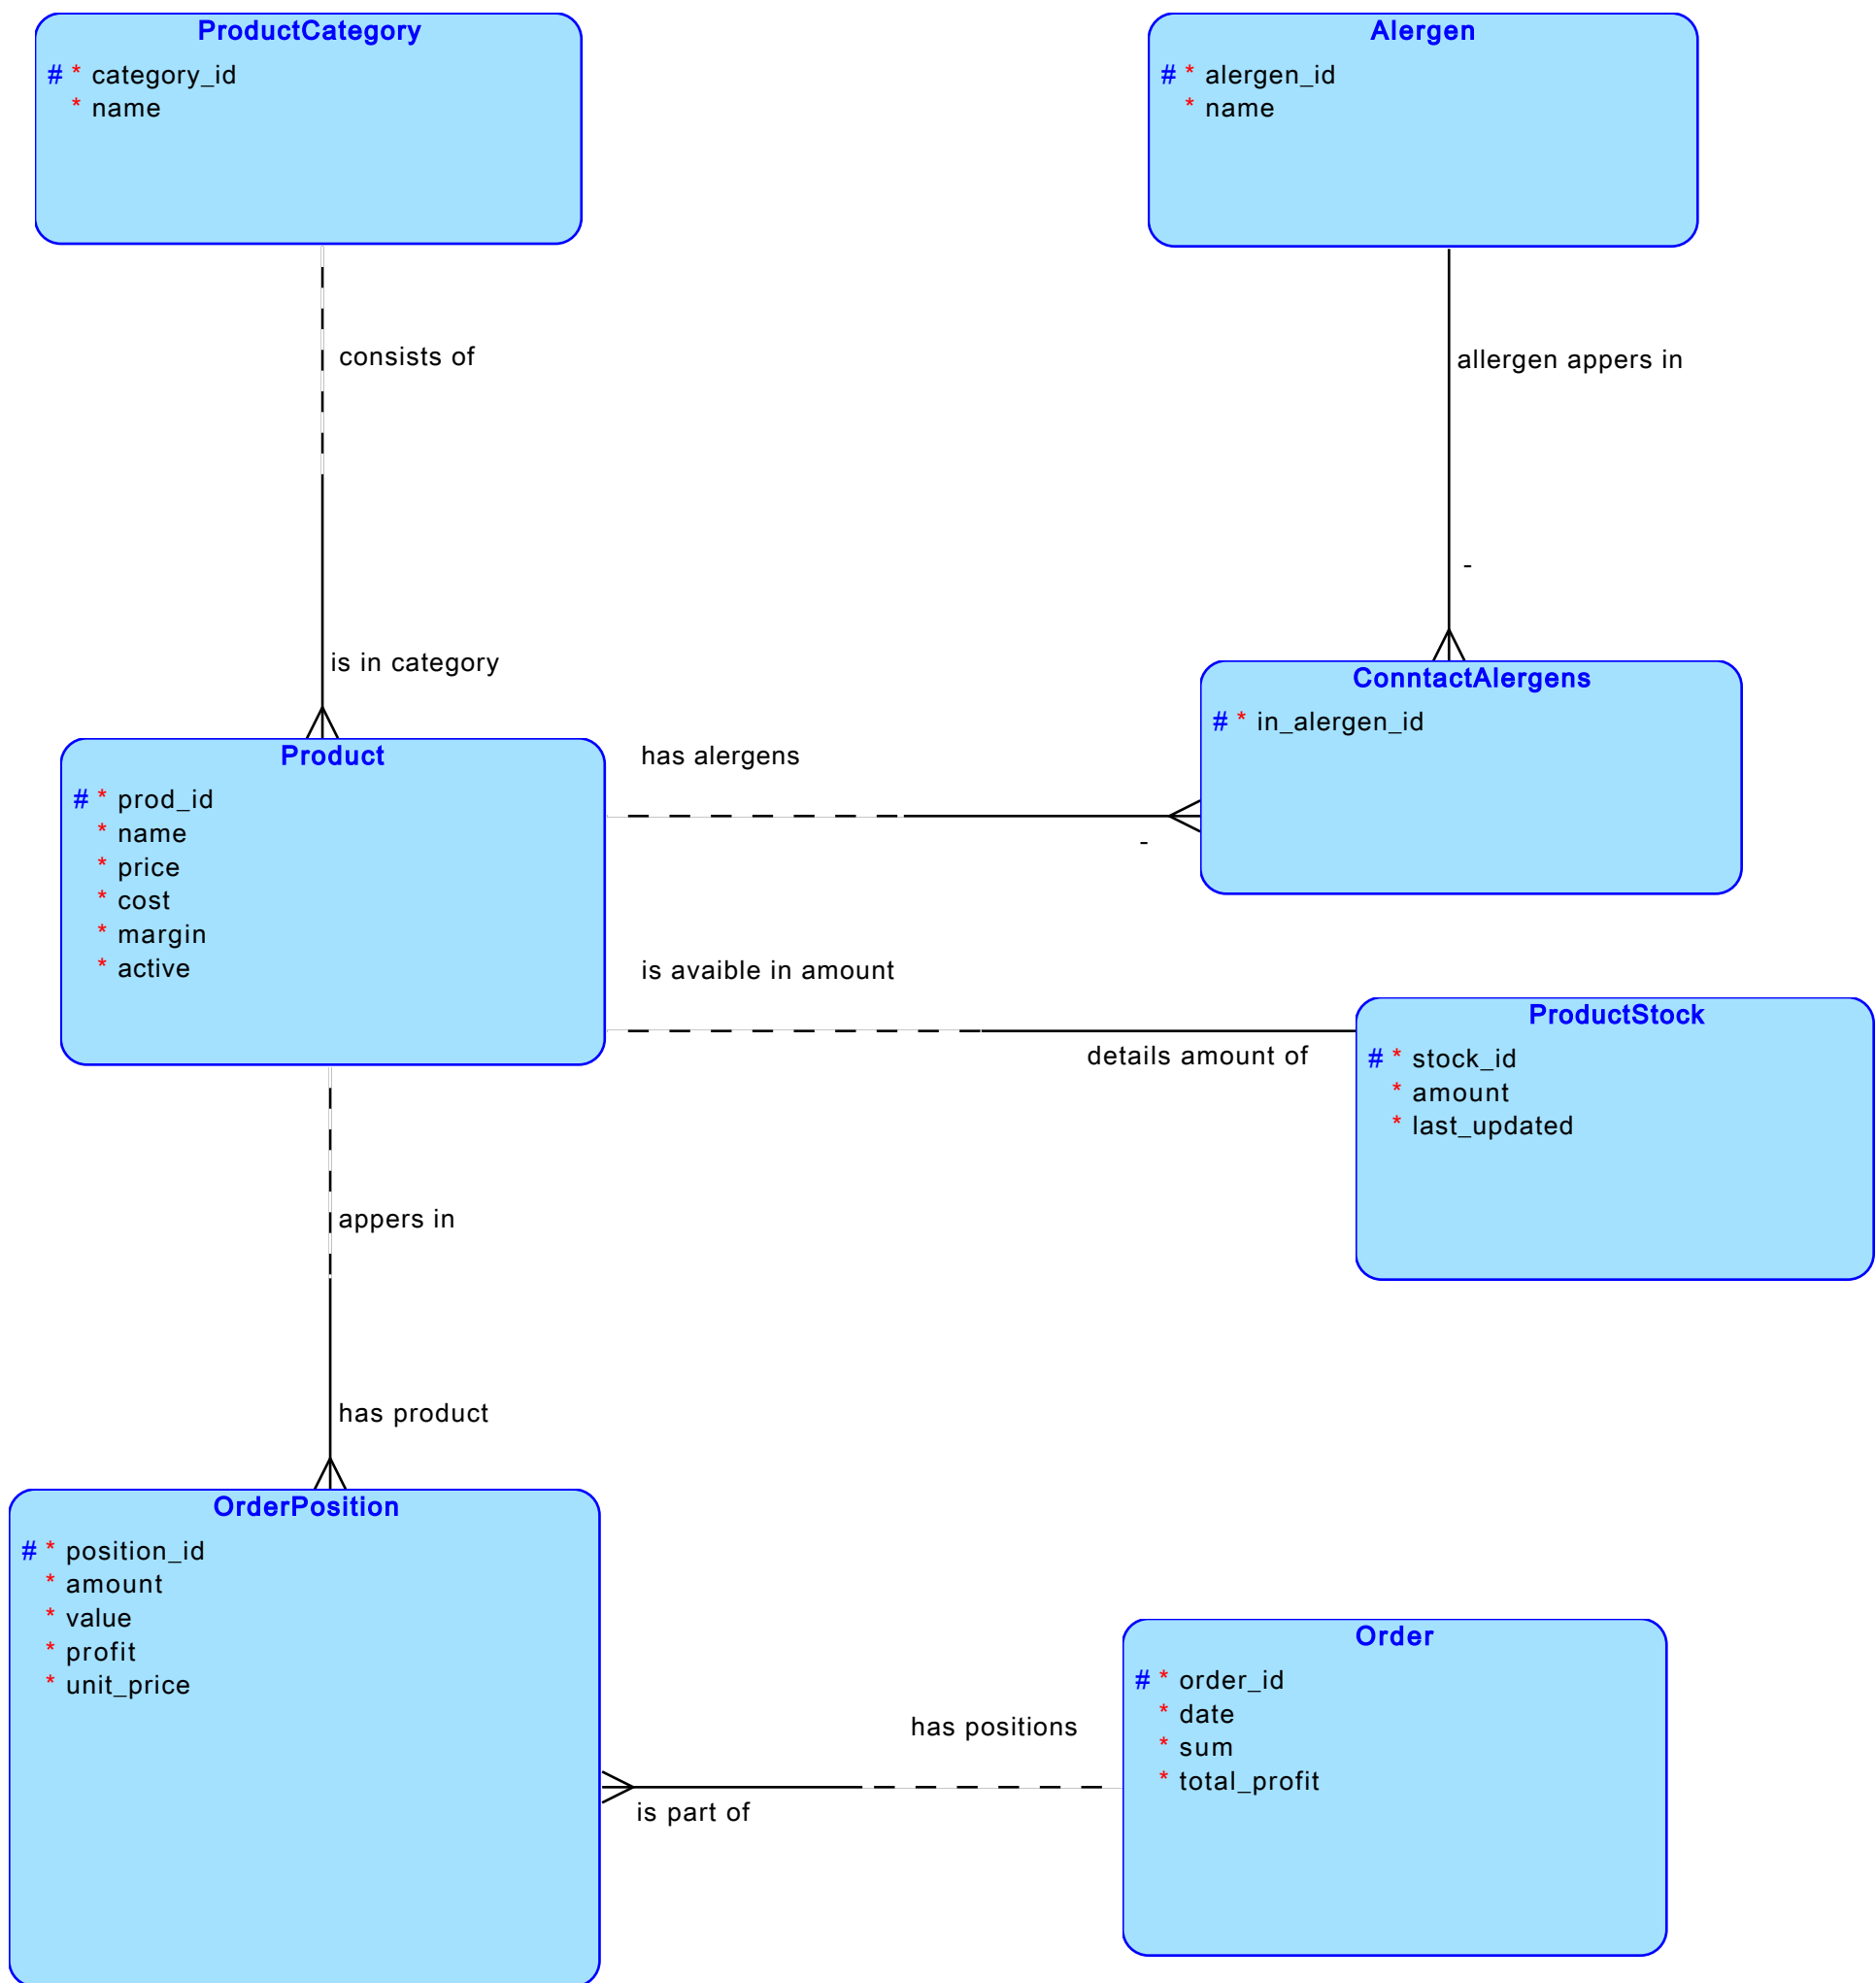 ProductCategory
# * category_id
* name
Alergen
# * alergen_id
* name
consists of
allergen appers in
-
is in category
ConntactAlergens
# * in_alergen_id
Product
# * prod_id
* name
* price
* cost
* margin
* active
has alergens
-
is avaible in amount
details amount of
ProductStock
# * stock_id
* amount
* last_updated
appers in
has product
OrderPosition
# * position_id
* amount
* value
* profit
* unit_price
Order
# * order_id
* date
* sum
* total_profit
has positions
is part of